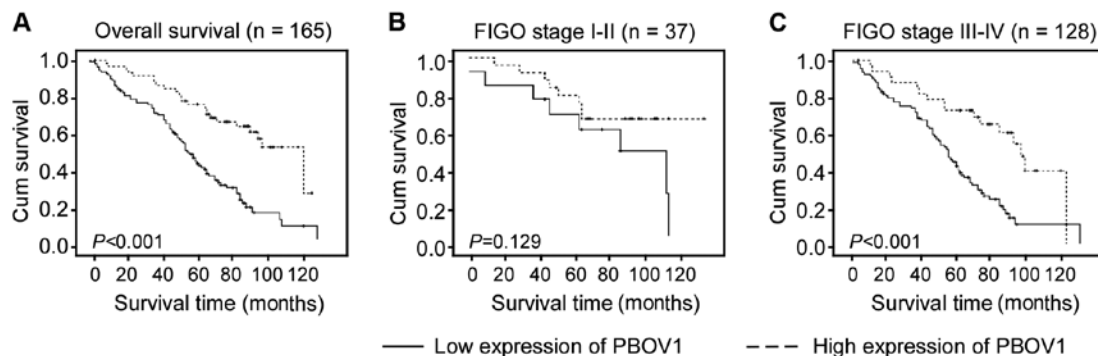 A
Overall survival (n = 165)
Cum survival
1.0
0.8
0.6
0.4
0.2
0.0
P<0.001
0 20 40 60 80 100 120
Survival time (months)
B
FIGO stage I-II (n = 37)
Cum survival
1.0
0.8
0.6
0.4
0.2
0.0
P=0.129
0 20 40 60 80 100 120
Survival time (months)
C
FIGO stage III-IV (n = 128)
Cum survival
1.0
0.8
0.6
0.4
0.2
0.0
P<0.001
0 20 40 60 80 100 120
Survival time (months)
Low expression of PBOV1
High expression of PBOV1